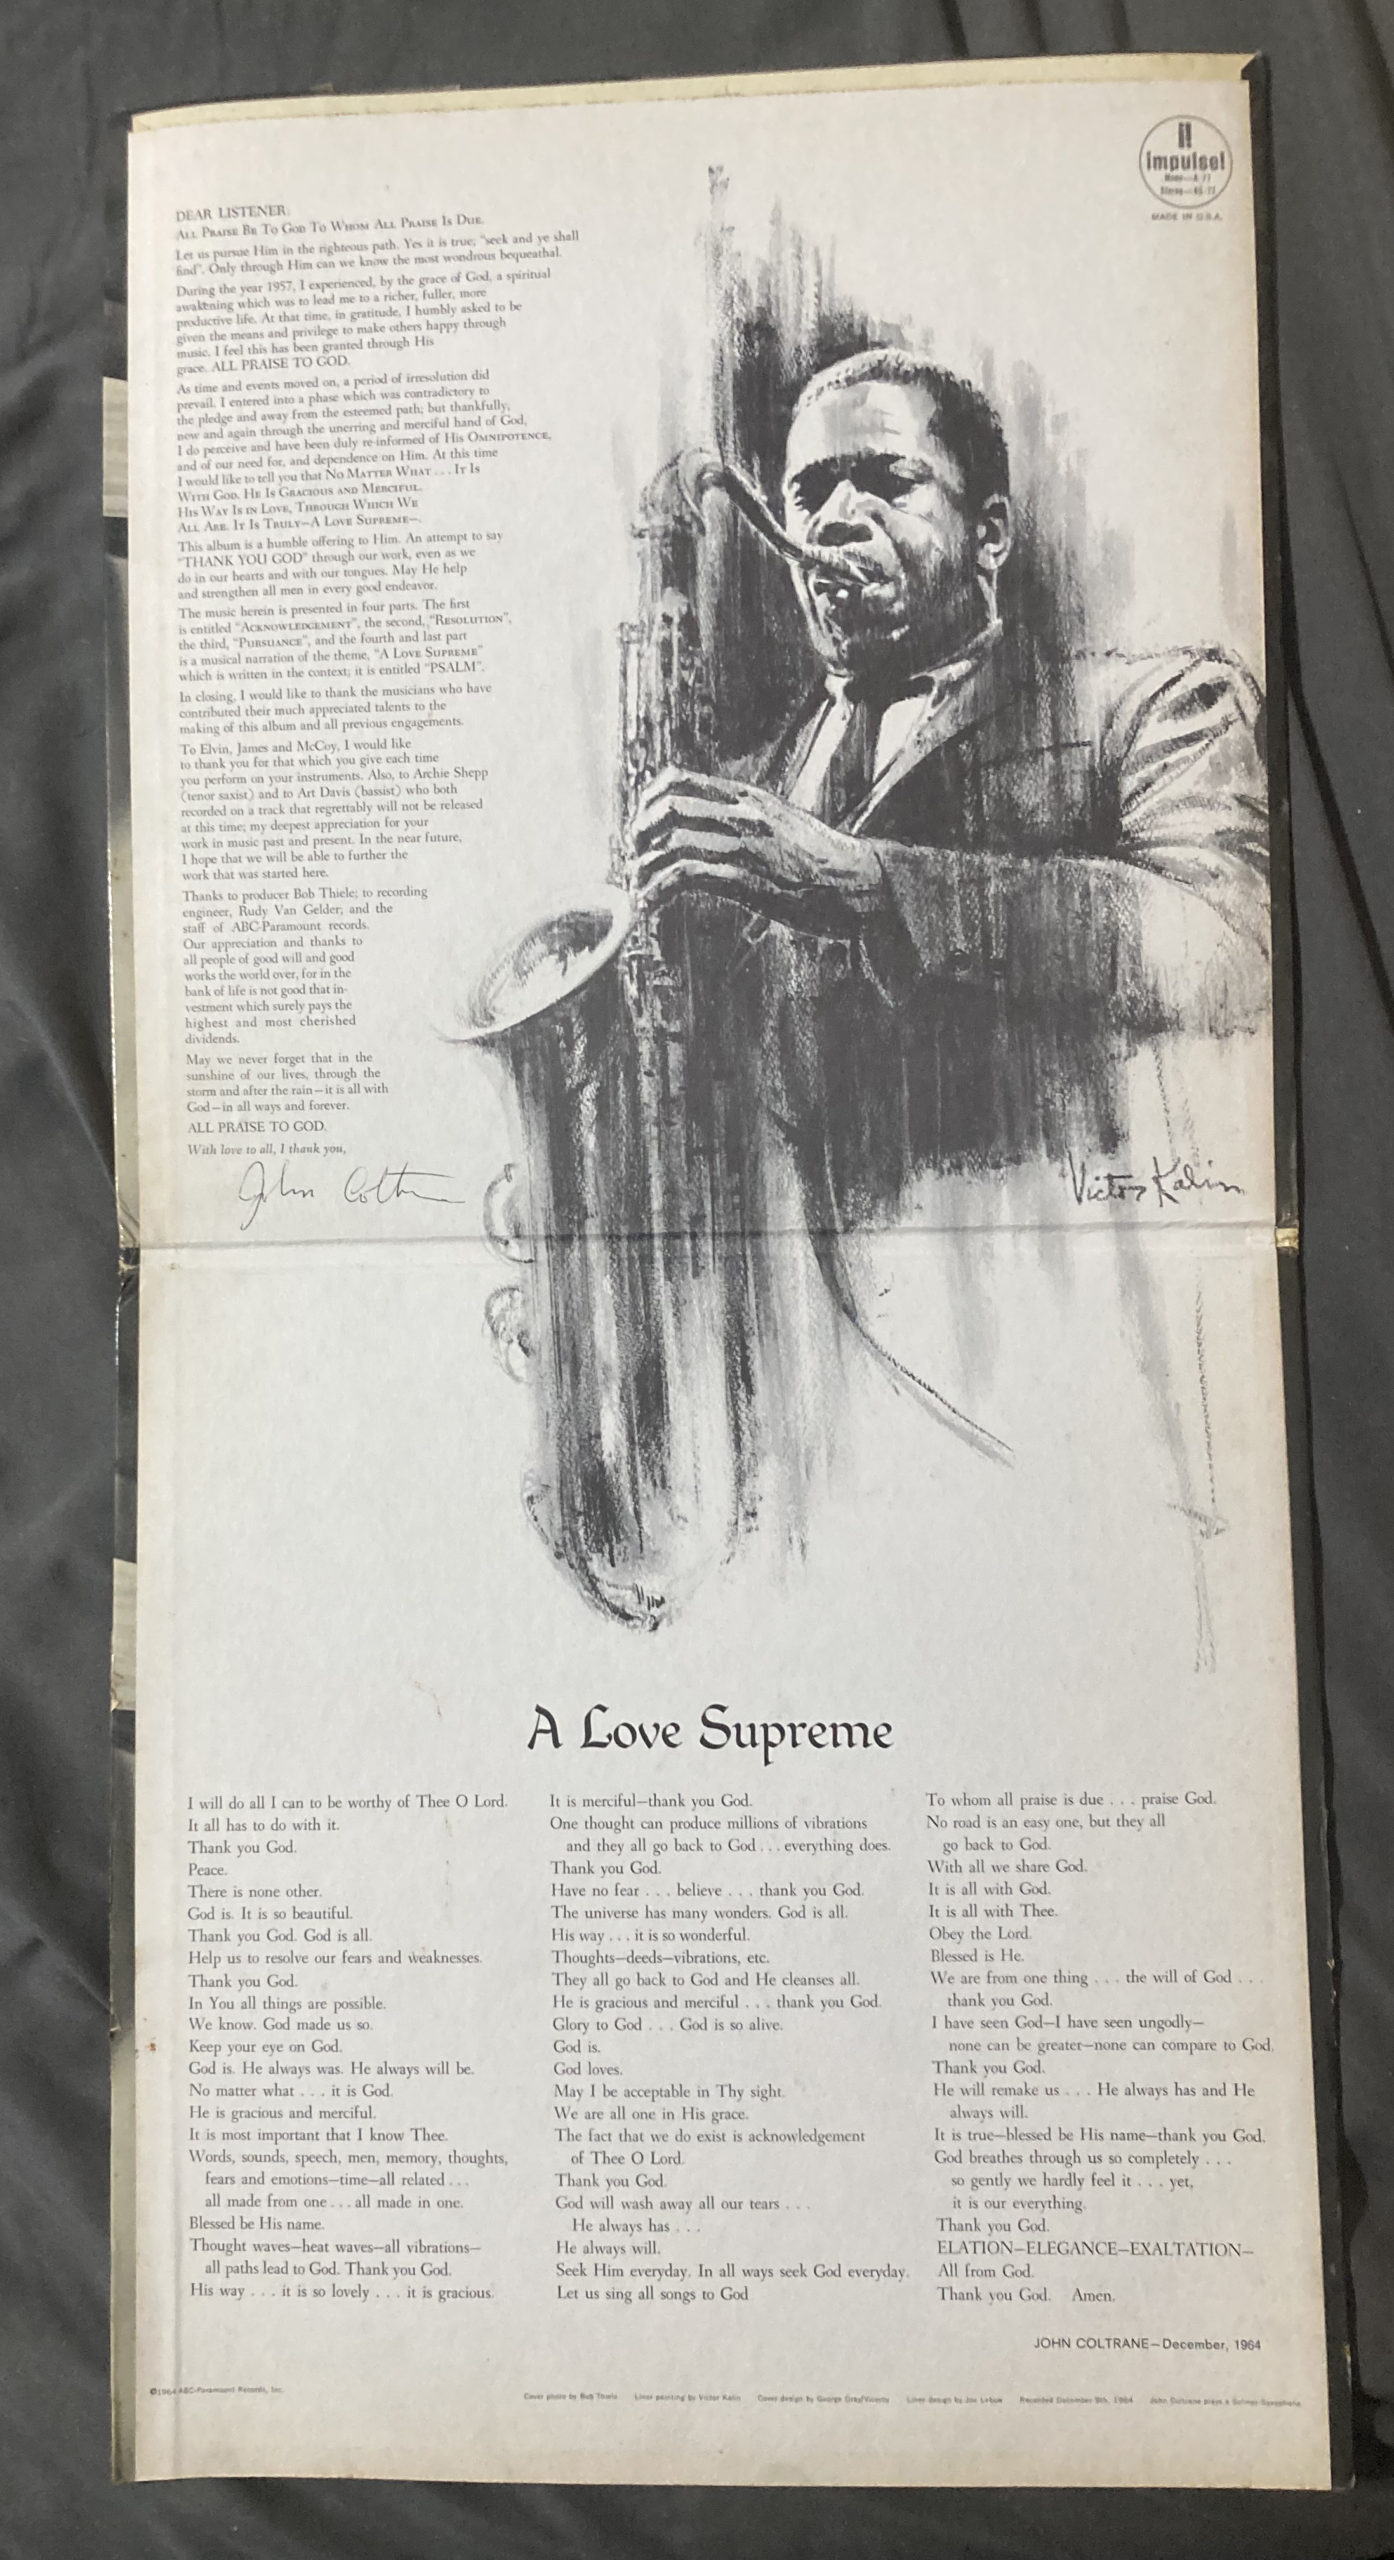 impulse!
Mono—A-77
Stereo—AS-77
MADE IN U.S.A.
DEAR LISTENER:
ALL PRAISE BE TO GOD TO WHOM ALL PRAISE IS DUE.
Let us pursue Him in the righteous path. Yes it is true; "seek and ye shall
find". Only through Him can we know the most wondrous bequeathal.
During the year 1957, I experienced, by the grace of God, a spiritual
awakening which was to lead me to a richer, fuller, more
productive life. At that time, in gratitude, I humbly asked to be
given the means and privilege to make others happy through
music. I feel this has been granted through His
grace. ALL PRAISE TO GOD.
As time and events moved on, a period of irresolution did
prevail. I entered into a phase which was contradictory to
the pledge and away from the esteemed path; but thankfully,
now and again through the unerring and merciful hand of God,
I do perceive and have been duly re-informed of His OMNIPOTENCE,
and of our need for, and dependence on Him. At this time
I would like to tell you that NO MATTER WHAT . . . IT IS
WITH GOD. HE IS GRACIOUS AND MERCIFUL.
HIS WAY IS IN LOVE, THROUGH WHICH WE
ALL ARE. IT IS TRULY—A LOVE SUPREME—.
This album is a humble offering to Him. An attempt to say
"THANK YOU GOD" through our work, even as we
do in our hearts and with our tongues. May He help
and strengthen all men in every good endeavor.
The music herein is presented in four parts. The first
is entitled "ACKNOWLEDGEMENT", the second, "RESOLUTION",
the third, "PURSUANCE", and the fourth and last part
is a musical narration of the theme, "A LOVE SUPREME"
which is written in the context; it is entitled "PSALM".
In closing, I would like to thank the musicians who have
contributed their much appreciated talents to the
making of this album and all previous engagements.
To Elvin, James and McCoy, I would like
to thank you for that which you give each time
you perform on your instruments. Also, to Archie Shepp
(tenor saxist) and to Art Davis (bassist) who both
recorded on a track that regrettably will not be released
at this time; my deepest appreciation for your
work in music past and present. In the near future,
I hope that we will be able to further the
work that was started here.
Thanks to producer Bob Thiele; to recording
engineer, Rudy Van Gelder; and the
staff of ABC-Paramount records.
Our appreciation and thanks to
all people of good will and good
works the world over, for in the
bank of life is not good that in-
vestment which surely pays the
highest and most cherished
dividends.
May we never forget that in the
sunshine of our lives, through the
storm and after the rain—it is all with
God—in all ways and forever.
ALL PRAISE TO GOD.
With love to all, I thank you,
John Coltrane
Victor Kalin
A Love Supreme
I will do all I can to be worthy of Thee O Lord.
It all has to do with it.
Thank you God.
Peace.
There is none other.
God is. It is so beautiful.
Thank you God. God is all.
Help us to resolve our fears and weaknesses.
Thank you God.
In You all things are possible.
We know. God made us so.
Keep your eye on God.
God is. He always was. He always will be.
No matter what . . . it is God.
He is gracious and merciful.
It is most important that I know Thee.
Words, sounds, speech, men, memory, thoughts,
fears and emotions—time—all related . . .
all made from one . . . all made in one.
Blessed be His name.
Thought waves—heat waves—all vibrations—
all paths lead to God. Thank you God.
His way . . . it is so lovely . . . it is gracious.
It is merciful—thank you God.
One thought can produce millions of vibrations
and they all go back to God . . . everything does.
Thank you God.
Have no fear . . . believe . . . thank you God.
The universe has many wonders. God is all.
His way . . . it is so wonderful.
Thoughts—deeds—vibrations, etc.
They all go back to God and He cleanses all.
He is gracious and merciful . . . thank you God.
Glory to God . . . God is so alive.
God is.
God loves.
May I be acceptable in Thy sight.
We are all one in His grace.
The fact that we do exist is acknowledgement
of Thee O Lord.
Thank you God.
God will wash away all our tears . . .
He always has . . .
He always will.
Seek Him everyday. In all ways seek God everyday.
Let us sing all songs to God
To whom all praise is due . . . praise God.
No road is an easy one, but they all
go back to God.
With all we share God.
It is all with God.
It is all with Thee.
Obey the Lord.
Blessed is He.
We are from one thing . . . the will of God . . .
thank you God.
I have seen God—I have seen ungodly—
none can be greater—none can compare to God.
Thank you God.
He will remake us . . . He always has and He
always will.
It is true—blessed be His name—thank you God.
God breathes through us so completely . . .
so gently we hardly feel it . . . yet,
it is our everything.
Thank you God.
ELATION—ELEGANCE—EXALTATION—
All from God.
Thank you God. Amen.
JOHN COLTRANE—December, 1964
©1964 ABC-Paramount Records, Inc.
Cover photo by Bob Thiele Liner painting by Victor Kalin Cover design by George Gray/Viceroy Liner design by Joe Lebow Recorded December 9th, 1964 John Coltrane plays a Selmer Saxophone